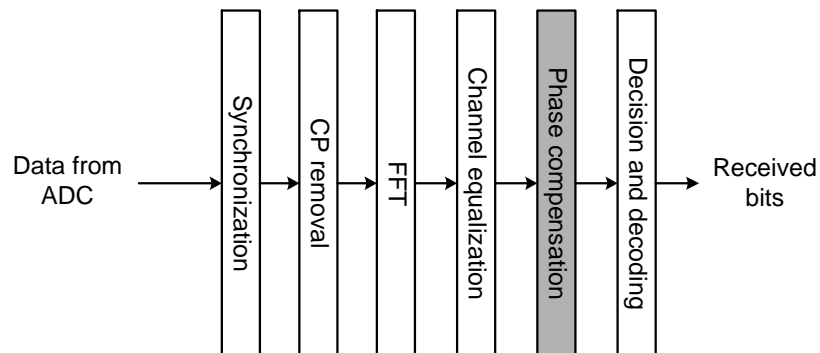 Data from
ADC
Synchronization
CP removal
FFT
Channel equalization
Phase compensation
Decision and decoding
Received
bits